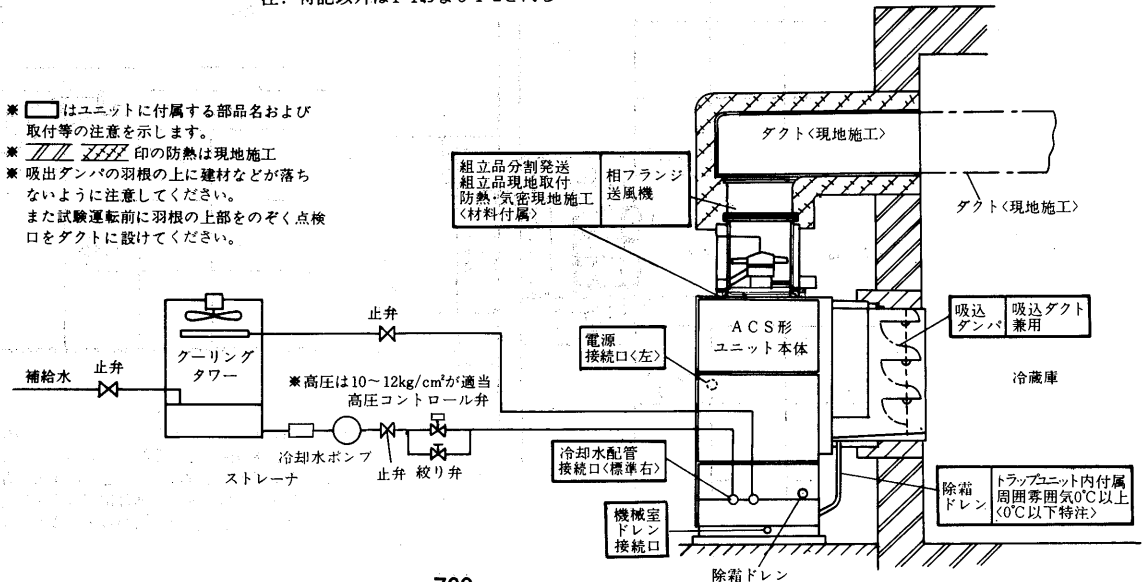 ※ はユニットに付属する部品名および
取付等の注意を示します。
※ 印の防熱は現地施工
※ 吸出ダンパの羽根の上に建材などが落ち
ないように注意してください。
また試験運転前に羽根の上部をのぞく点検
口をダクトに設けてください。
ダクト〈現地施工〉
ダクト〈現地施工〉
組立品分割発送
組立品現地取付
防熱・気密現地施工
〈材料付属〉
相フランジ
送風機
ACS形
ユニット本体
吸込
ダンパ
吸込ダクト
兼用
冷蔵庫
電源
接続口〈左〉
止弁
クーリング
タワー
補給水
止弁
※高圧は10～12kg/cm²が適当
高圧コントロール弁
冷却水ポンプ
ストレーナ
止弁
絞り弁
冷却水配管
接続口〈標準右〉
機械室
ドレン
接続口
除霜
ドレン
トラップユニット内付属
周囲雰囲気0℃以上
〈0℃以下特注〉
除霜ドレン